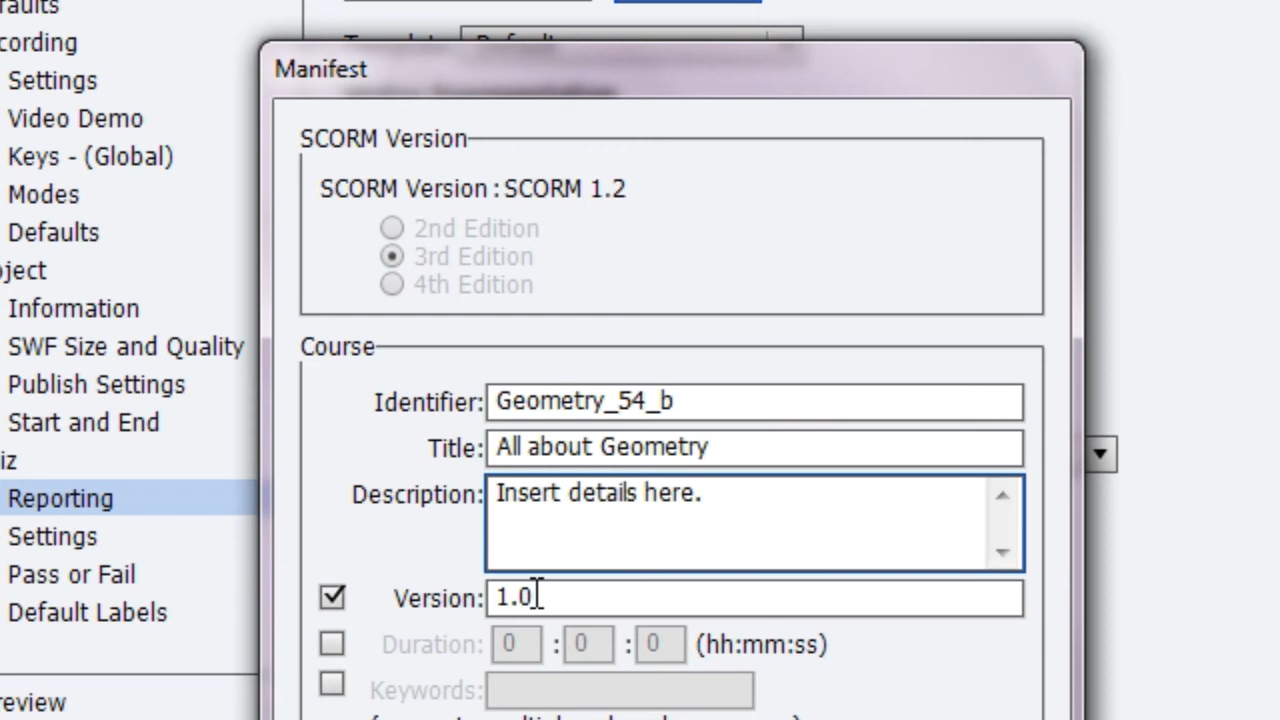 Manifest
Settings
Video Demo
Keys - (Global)
Modes
Defaults
Information
SWF Size and Quality
Publish Settings
Start and End
Reporting
Settings
Pass or Fail
Default Labels
SCORM Version
SCORM Version : SCORM 1.2
2nd Edition
3rd Edition
4th Edition
Course
Identifier: Geometry_54_b
Title: All about Geometry
Description: Insert details here.
Version: 1.0
Duration: 0 : 0 : 0 (hh:mm:ss)
Keywords: